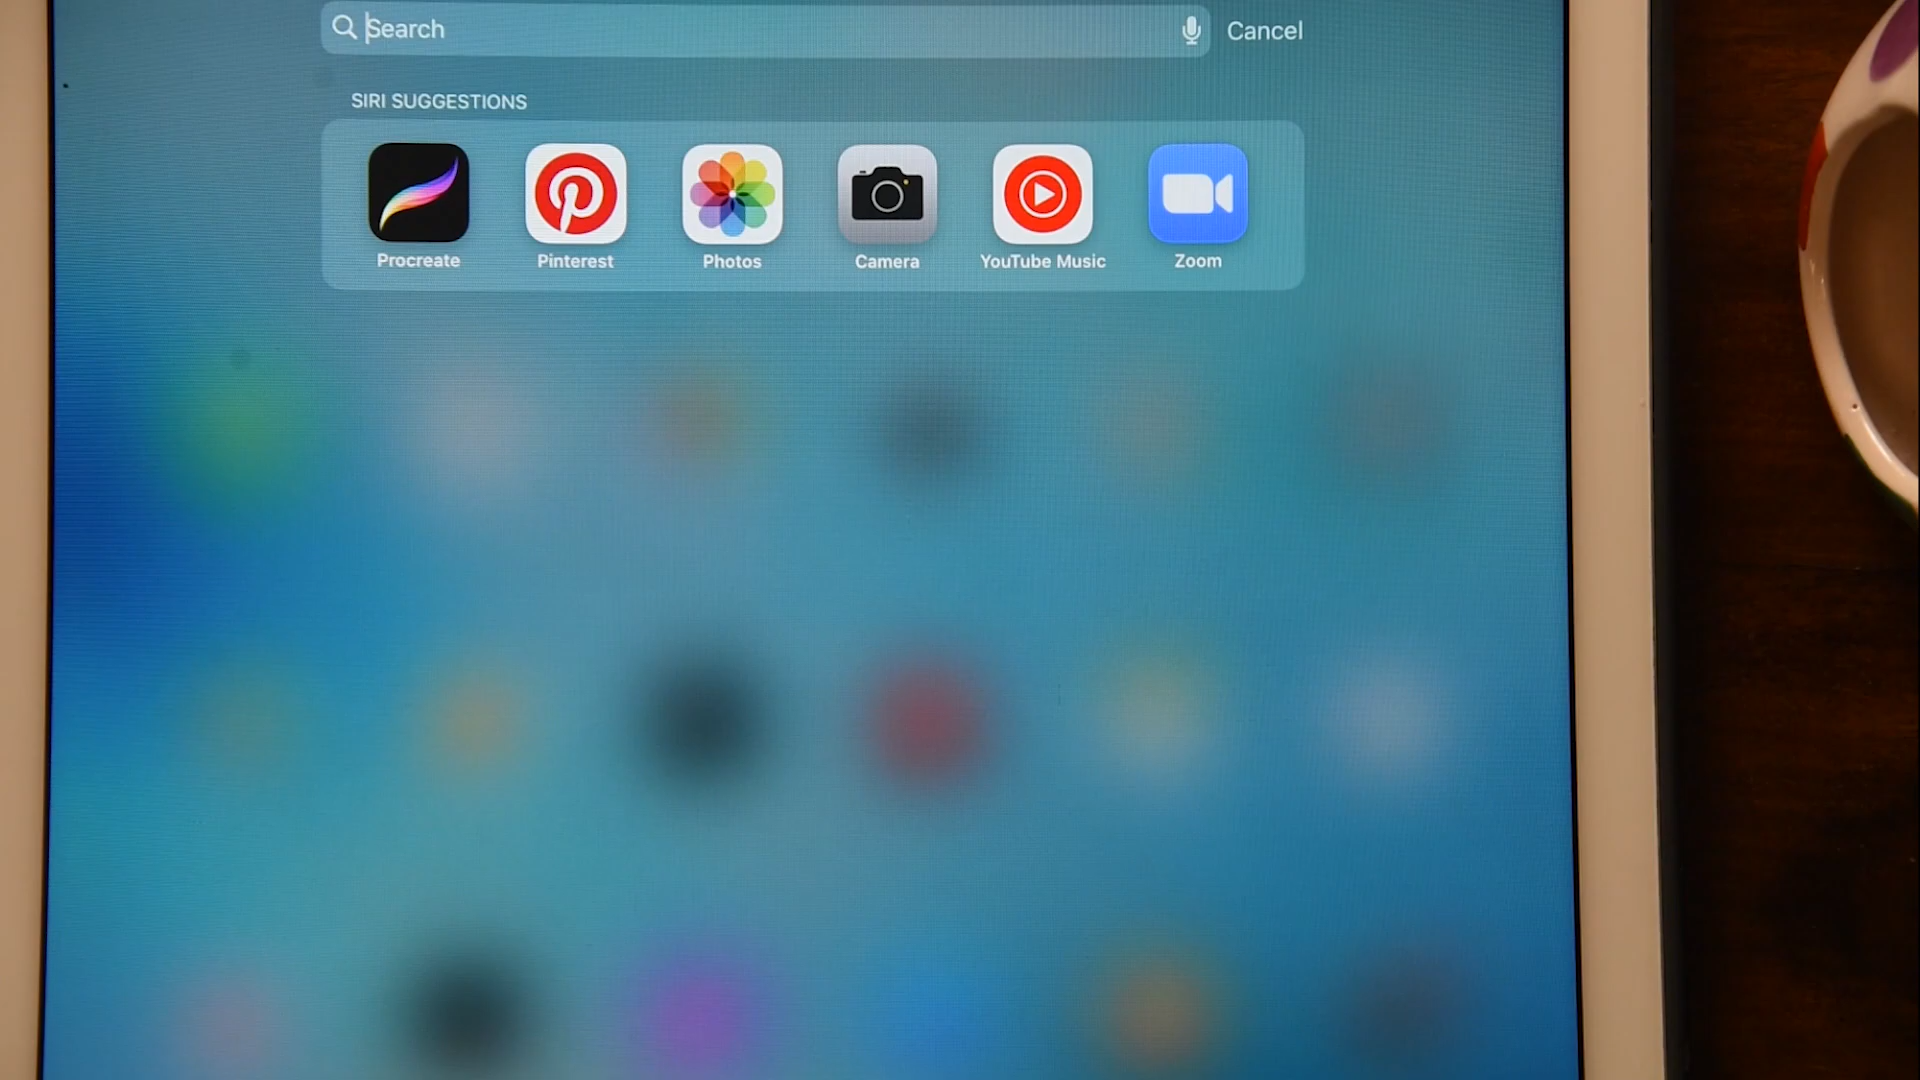 Search
Cancel
SIRI SUGGESTIONS
Procreate
Pinterest
Photos
Camera
YouTube Music
Zoom